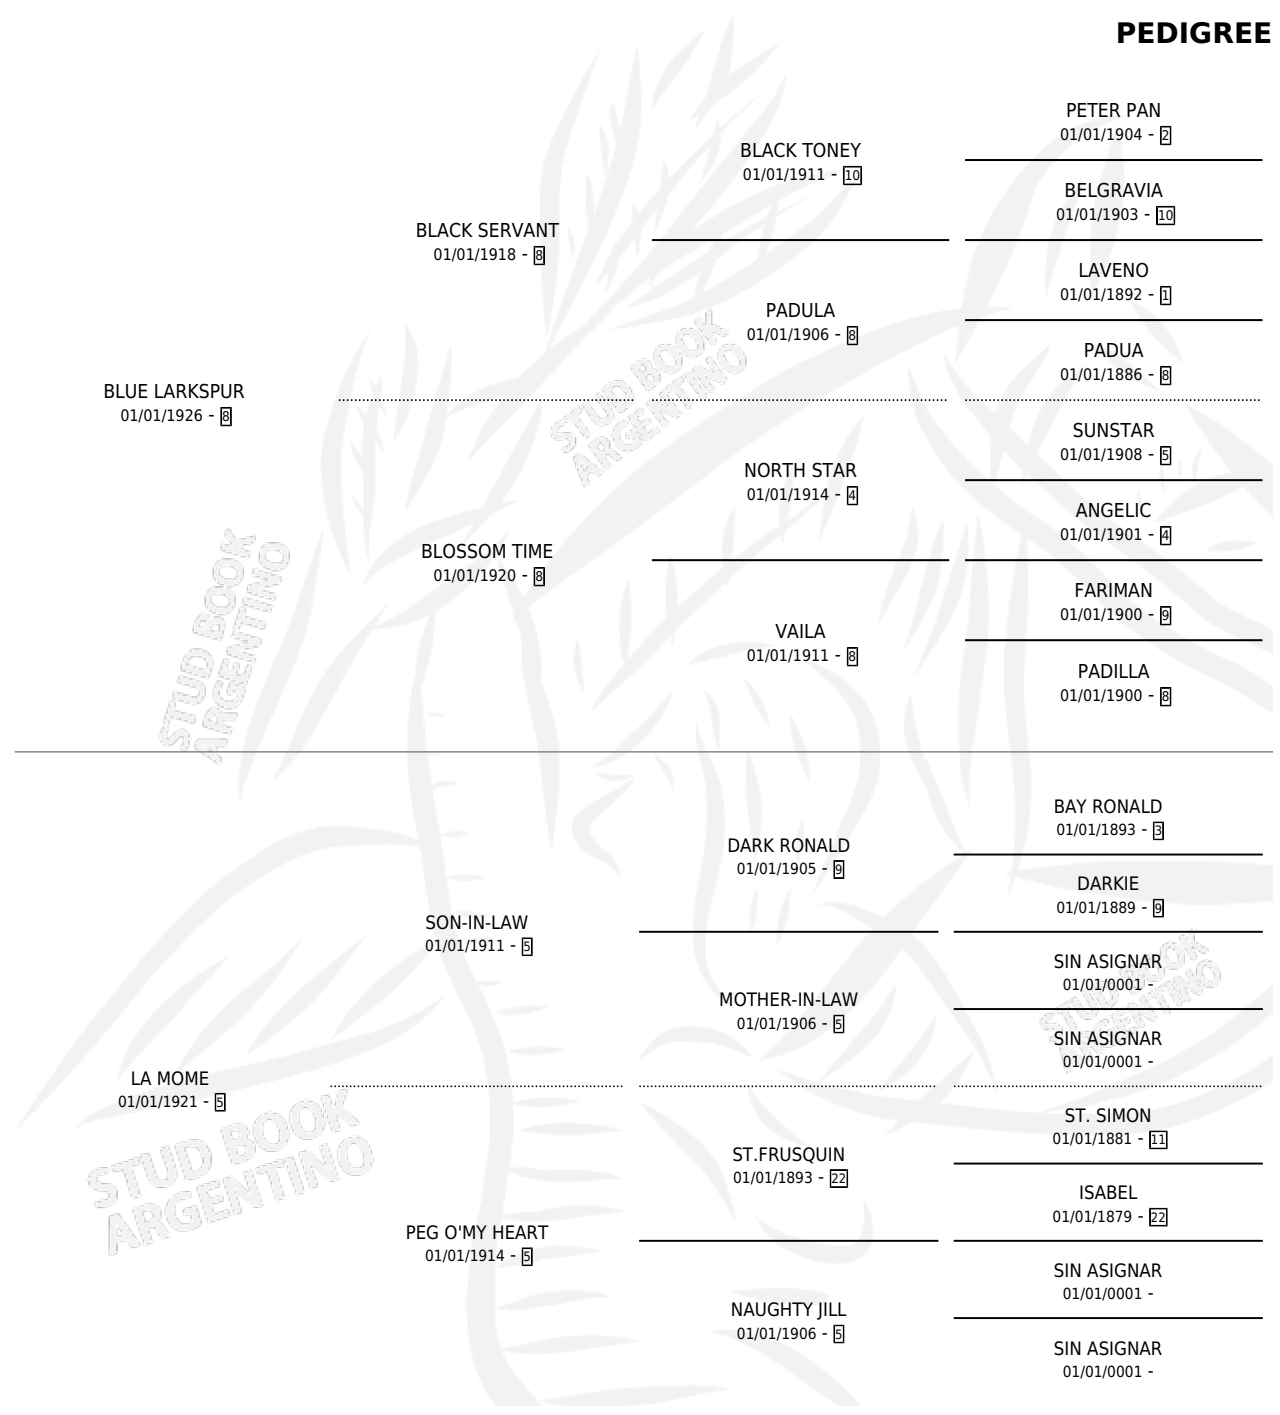 PEDIGREE
PETER PAN
01/01/1904 - 2
BLACK TONEY
01/01/1911 - 10
BELGRAVIA
01/01/1903 - 10
BLACK SERVANT
01/01/1918 - 8
LAVENO
01/01/1892 - 1
PADULA
01/01/1906 - 8
PADUA
01/01/1886 - 8
BLUE LARKSPUR
01/01/1926 - 8
STUD BOOK
ARGENTINO
SUNSTAR
01/01/1908 - 5
NORTH STAR
01/01/1914 - 4
ANGELIC
01/01/1901 - 4
BLOSSOM TIME
01/01/1920 - 8
FARIMAN
01/01/1900 - 9
VAILA
01/01/1911 - 8
PADILLA
01/01/1900 - 8
STUD BOOK
ARGENTINO
BAY RONALD
01/01/1893 - 3
DARK RONALD
01/01/1905 - 9
DARKIE
01/01/1889 - 9
SON-IN-LAW
01/01/1911 - 5
SIN ASIGNAR
01/01/0001 -
MOTHER-IN-LAW
01/01/1906 - 5
STUD BOOK
ARGENTINO
SIN ASIGNAR
01/01/0001 -
LA MOME
01/01/1921 - 5
ST. SIMON
01/01/1881 - 11
ST.FRUSQUIN
01/01/1893 - 22
STUD BOOK
ARGENTINO
ISABEL
01/01/1879 - 22
PEG O'MY HEART
01/01/1914 - 5
SIN ASIGNAR
01/01/0001 -
NAUGHTY JILL
01/01/1906 - 5
SIN ASIGNAR
01/01/0001 -